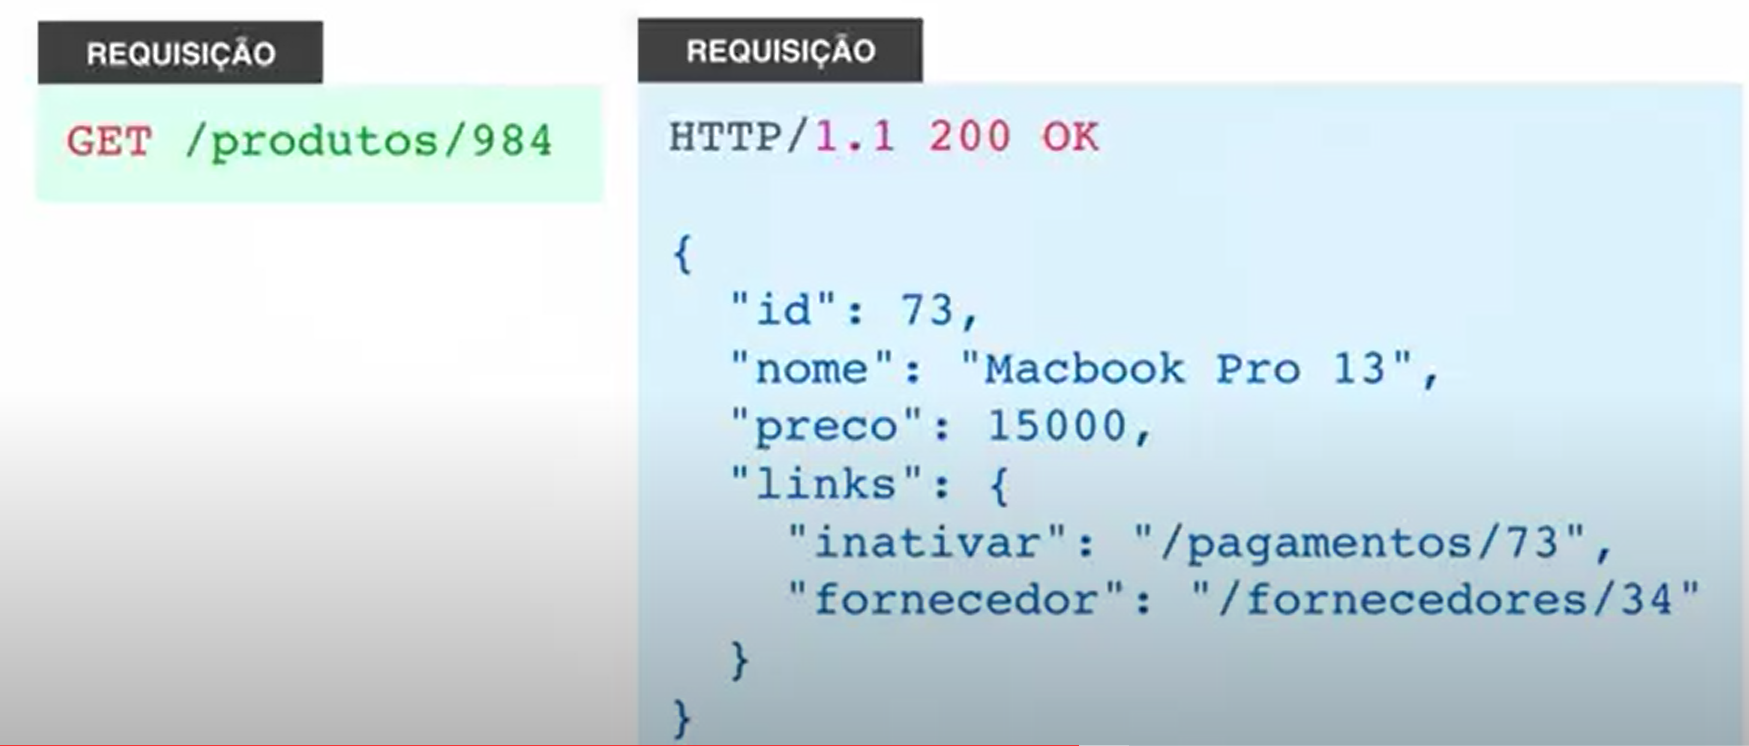 REQUISIÇÃO
GET /produtos/984
REQUISIÇÃO
HTTP/1.1 200 OK
{
"id": 73,
"nome": "Macbook Pro 13",
"preco": 15000,
"links": {
"inativar": "/pagamentos/73",
"fornecedor": "/fornecedores/34"
}
}